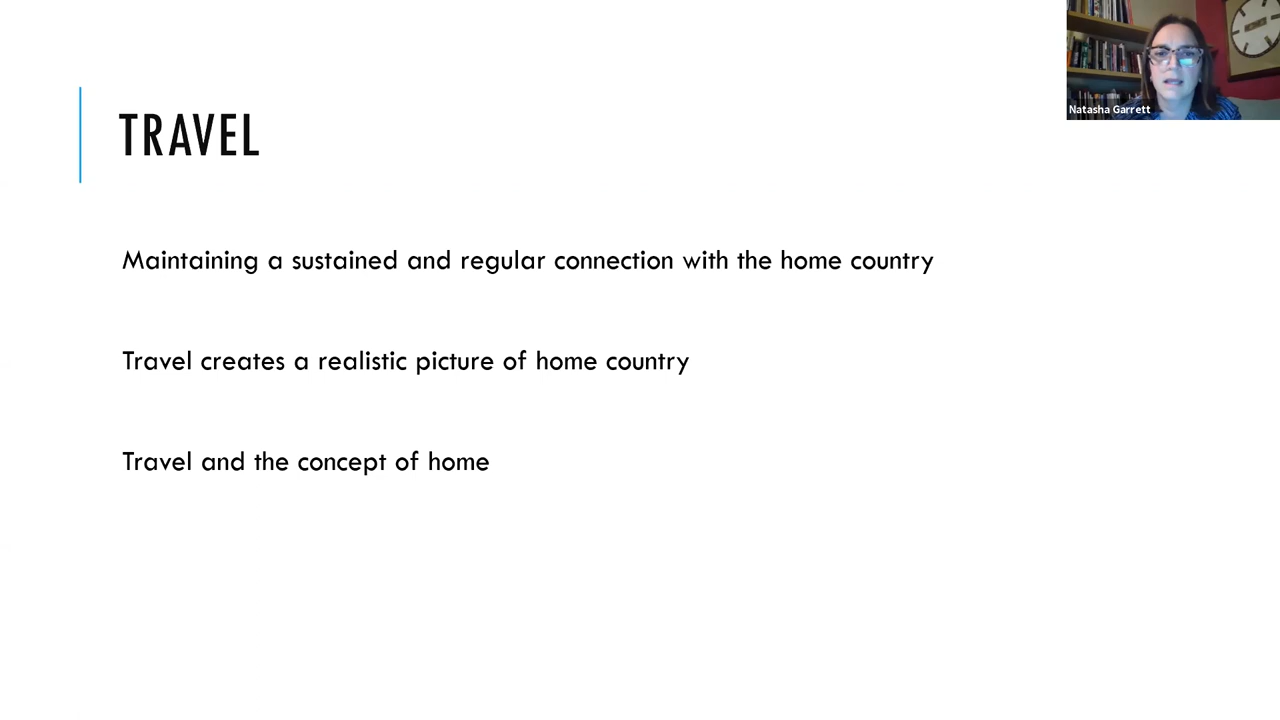 TRAVEL
Natasha Garrett
Maintaining a sustained and regular connection with the home country
Travel creates a realistic picture of home country
Travel and the concept of home